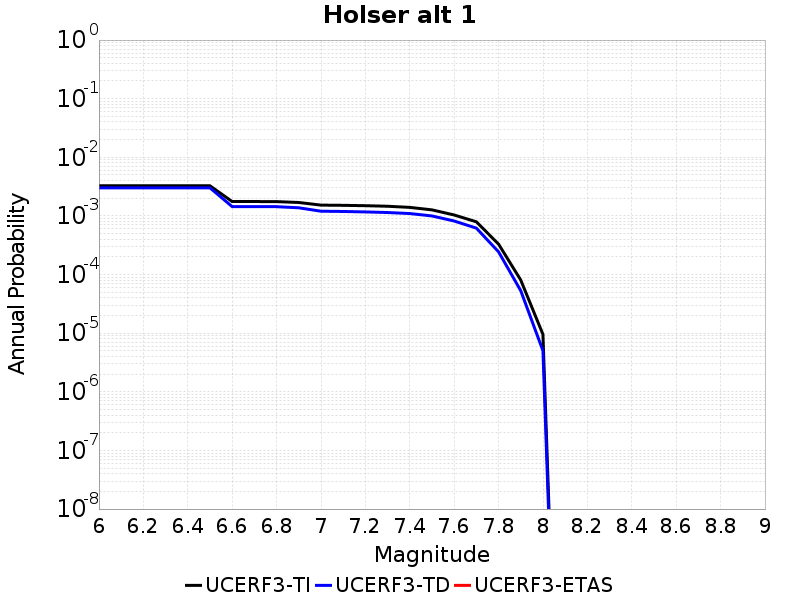 Holser alt 1
10^0
10^-1
10^-2
10^-3
10^-4
10^-5
10^-6
10^-7
10^-8
Annual Probability
6 6.2 6.4 6.6 6.8 7 7.2 7.4 7.6 7.8 8 8.2 8.4 8.6 8.8 9
Magnitude
UCERF3-TI UCERF3-TD UCERF3-ETAS